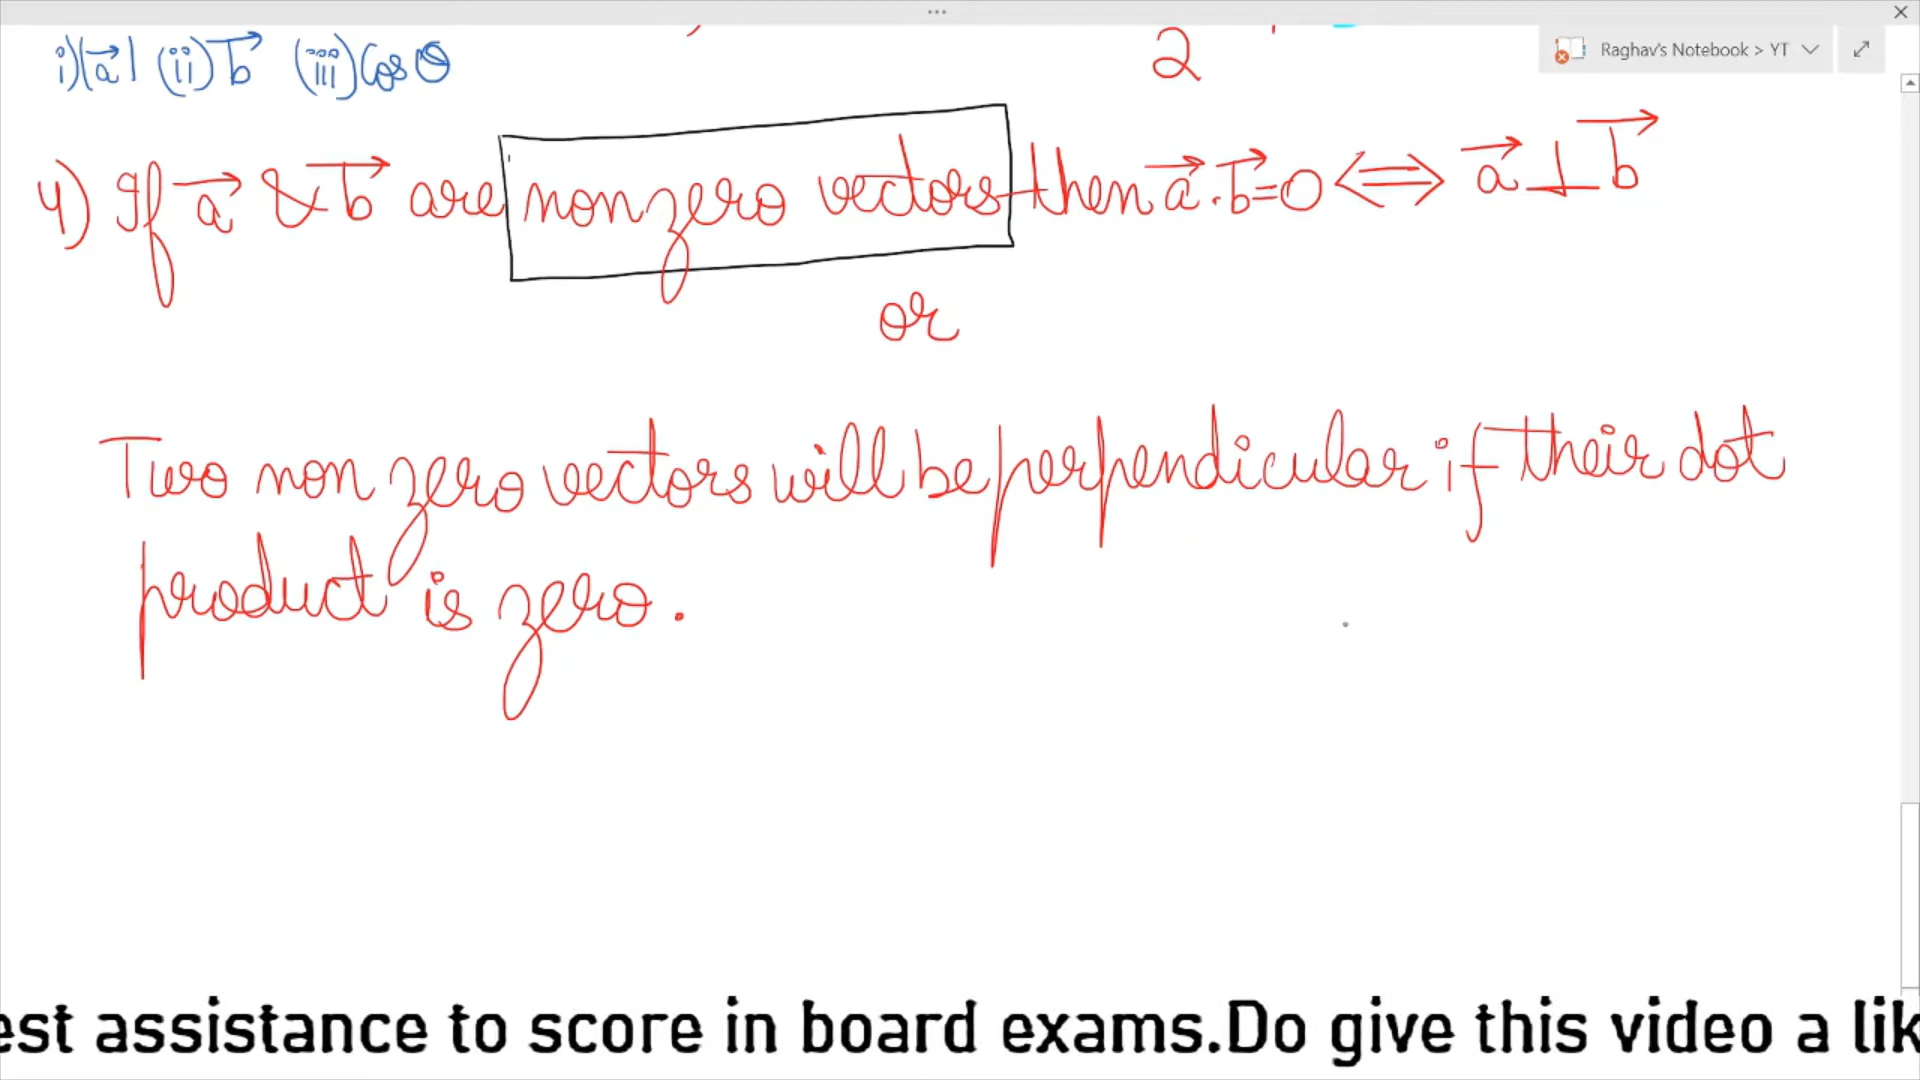 Raghav's Notebook > YT
i) |a⃗| (ii) b⃗ (iii) Cos θ
2
4) If a⃗ & b⃗ are non zero vectors then a⃗.b⃗=0 ⇔ a⃗ ⊥ b⃗
or
Two non zero vectors will be perpendicular if their dot
product is zero.
est assistance to score in board exams.Do give this video a lik